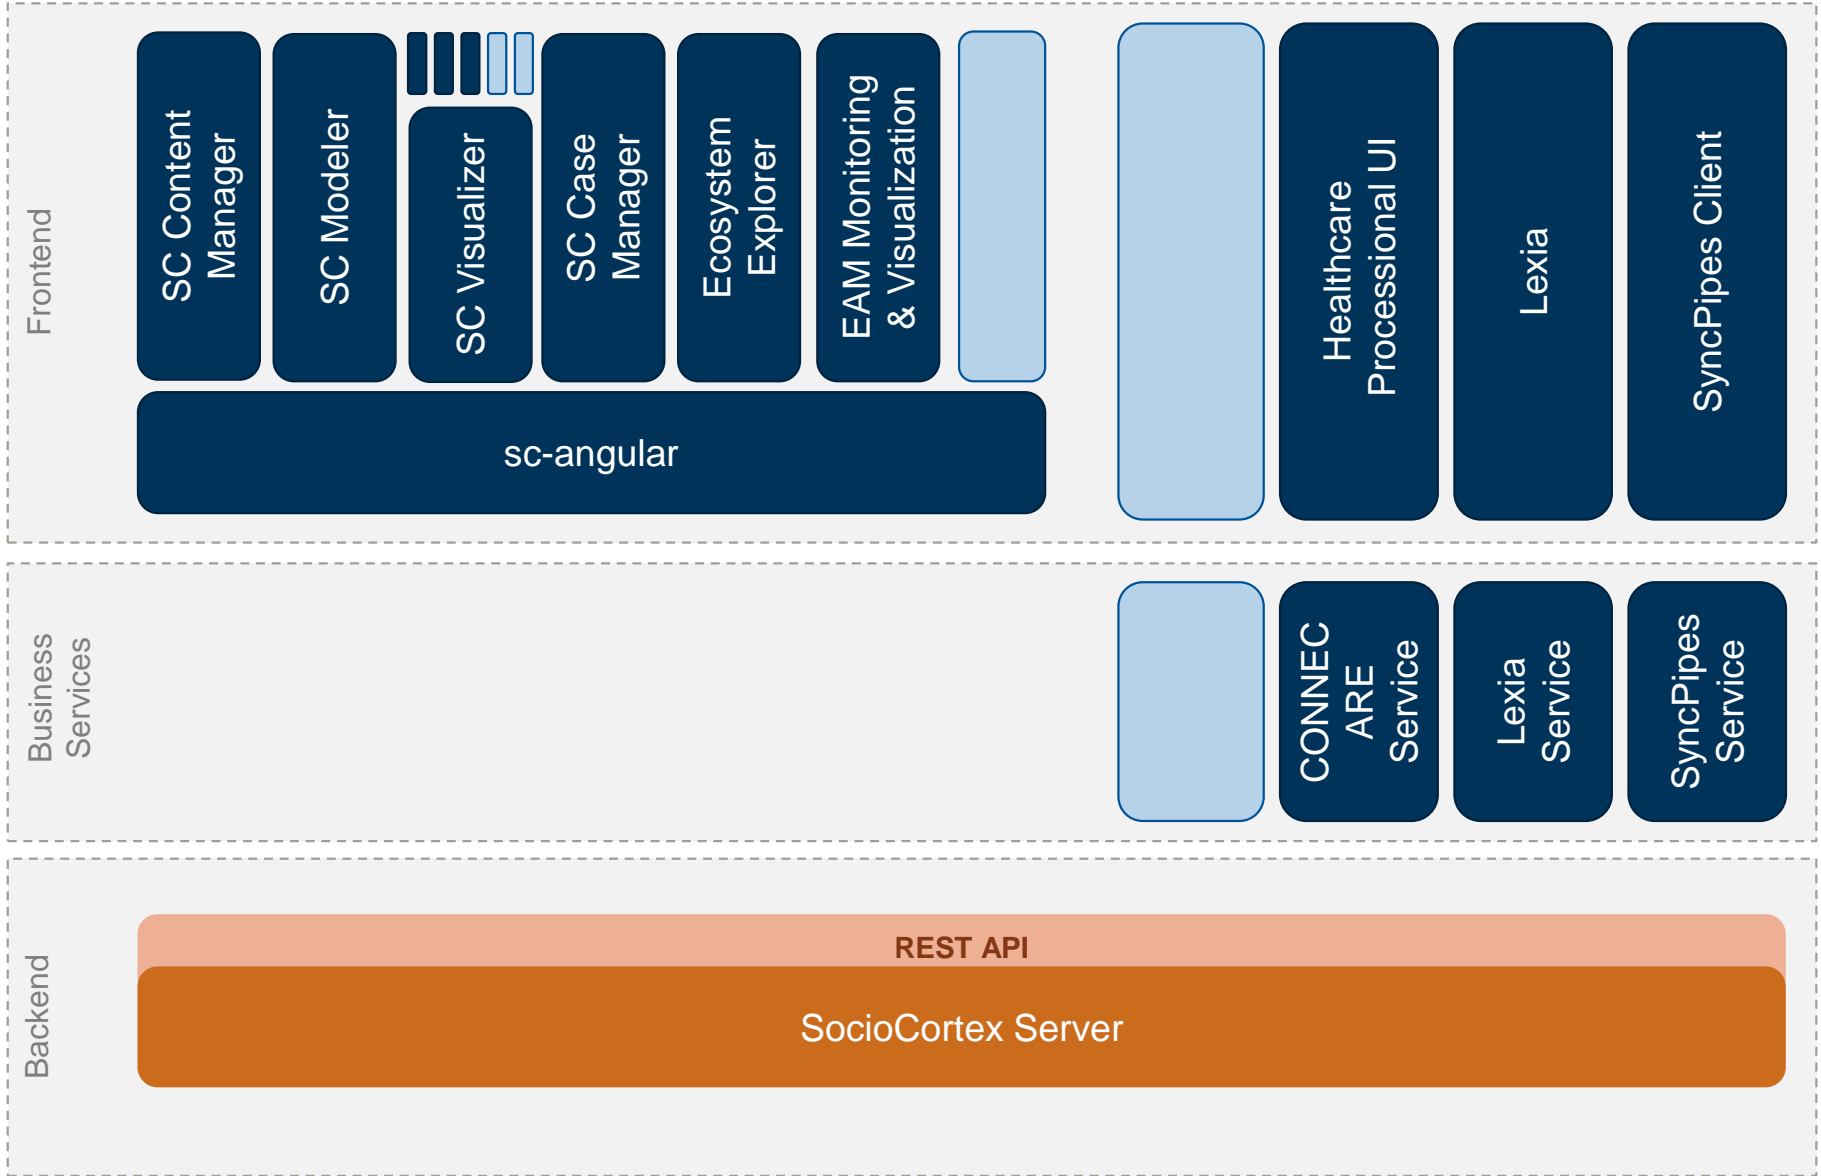 Frontend
SC Content
Manager
SC Modeler
SC Visualizer
SC Case
Manager
Ecosystem
Explorer
EAM Monitoring
& Visualization
sc-angular
Healthcare
Processional UI
Lexia
SyncPipes Client
Business
Services
CONNEC
ARE
Service
Lexia
Service
SyncPipes
Service
Backend
REST API
SocioCortex Server